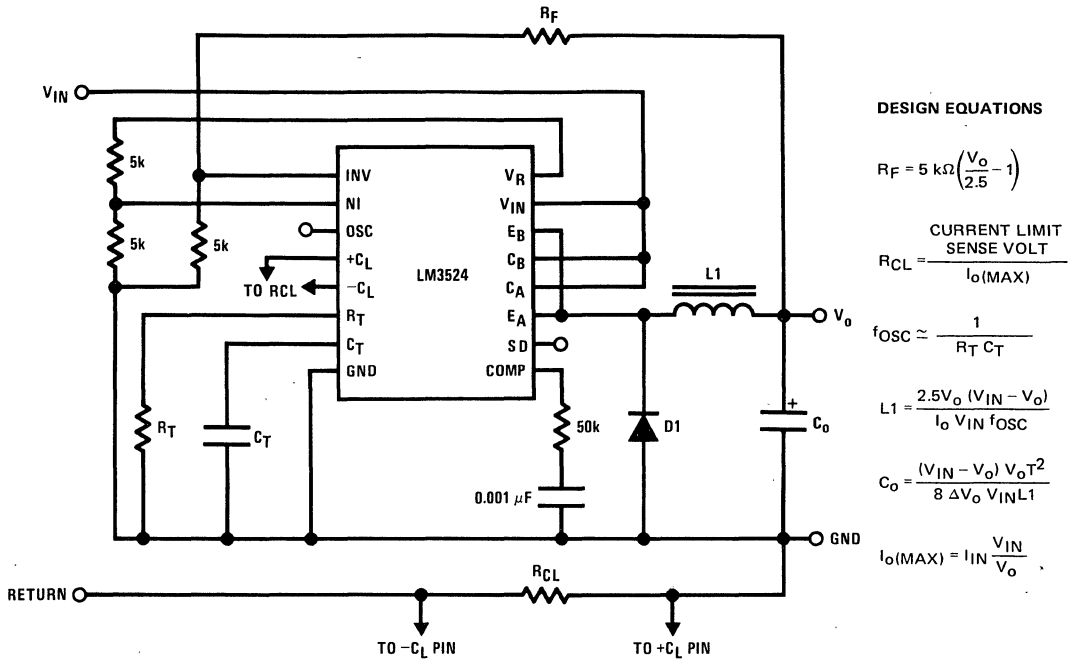 R_F
V_IN
5k
5k
5k
INV
NI
OSC
+C_L
−C_L
R_T
C_T
GND
LM3524
V_R
V_IN
E_B
C_B
C_A
E_A
SD
COMP
TO RCL
L1
V_o
R_T
C_T
50k
0.001 μF
D1
+
C_o
GND
RETURN
R_CL
TO −C_L PIN
TO +C_L PIN
DESIGN EQUATIONS
R_F = 5 kΩ (V_o / 2.5 − 1)
R_CL = CURRENT LIMIT SENSE VOLT / I_o(MAX)
f_OSC ≃ 1 / R_T C_T
L1 = 2.5V_o (V_IN − V_o) / I_o V_IN f_OSC
C_o = (V_IN − V_o) V_o T² / 8 ΔV_o V_IN L1
I_o(MAX) = I_IN V_IN / V_o